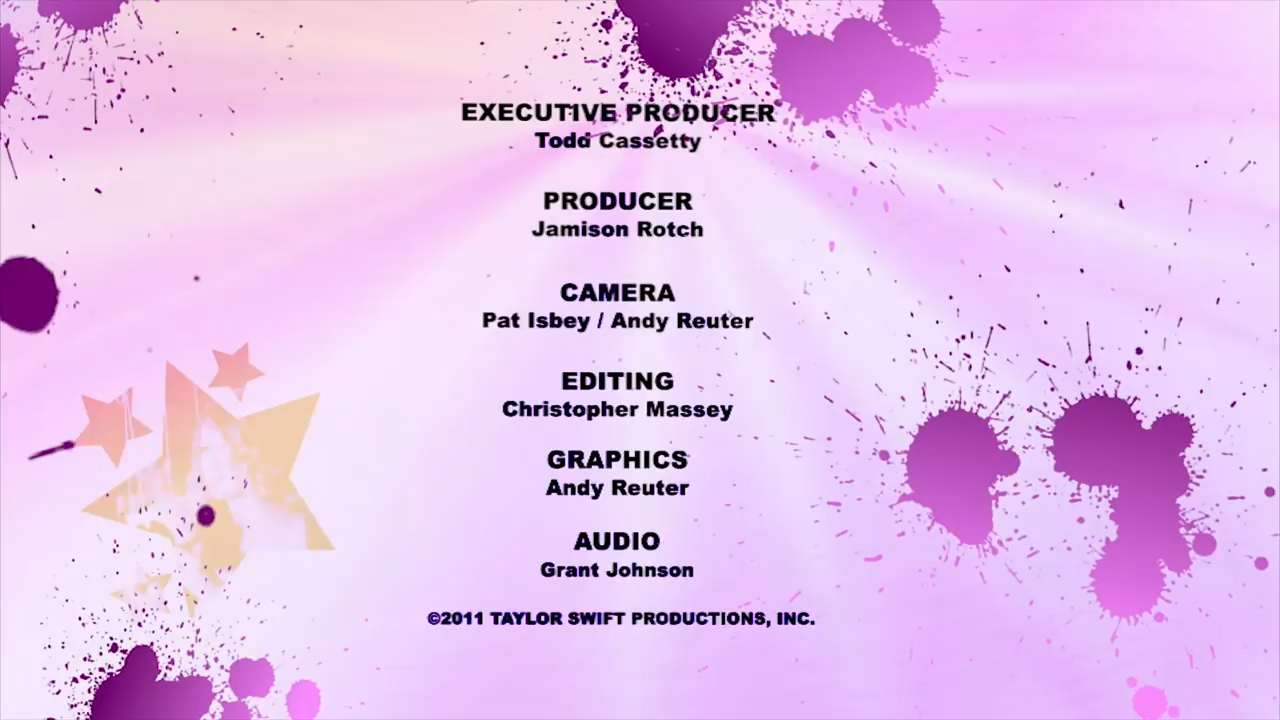 EXECUTIVE PRODUCER
Todd Cassetty
PRODUCER
Jamison Rotch
CAMERA
Pat Isbey / Andy Reuter
EDITING
Christopher Massey
GRAPHICS
Andy Reuter
AUDIO
Grant Johnson
©2011 TAYLOR SWIFT PRODUCTIONS, INC.